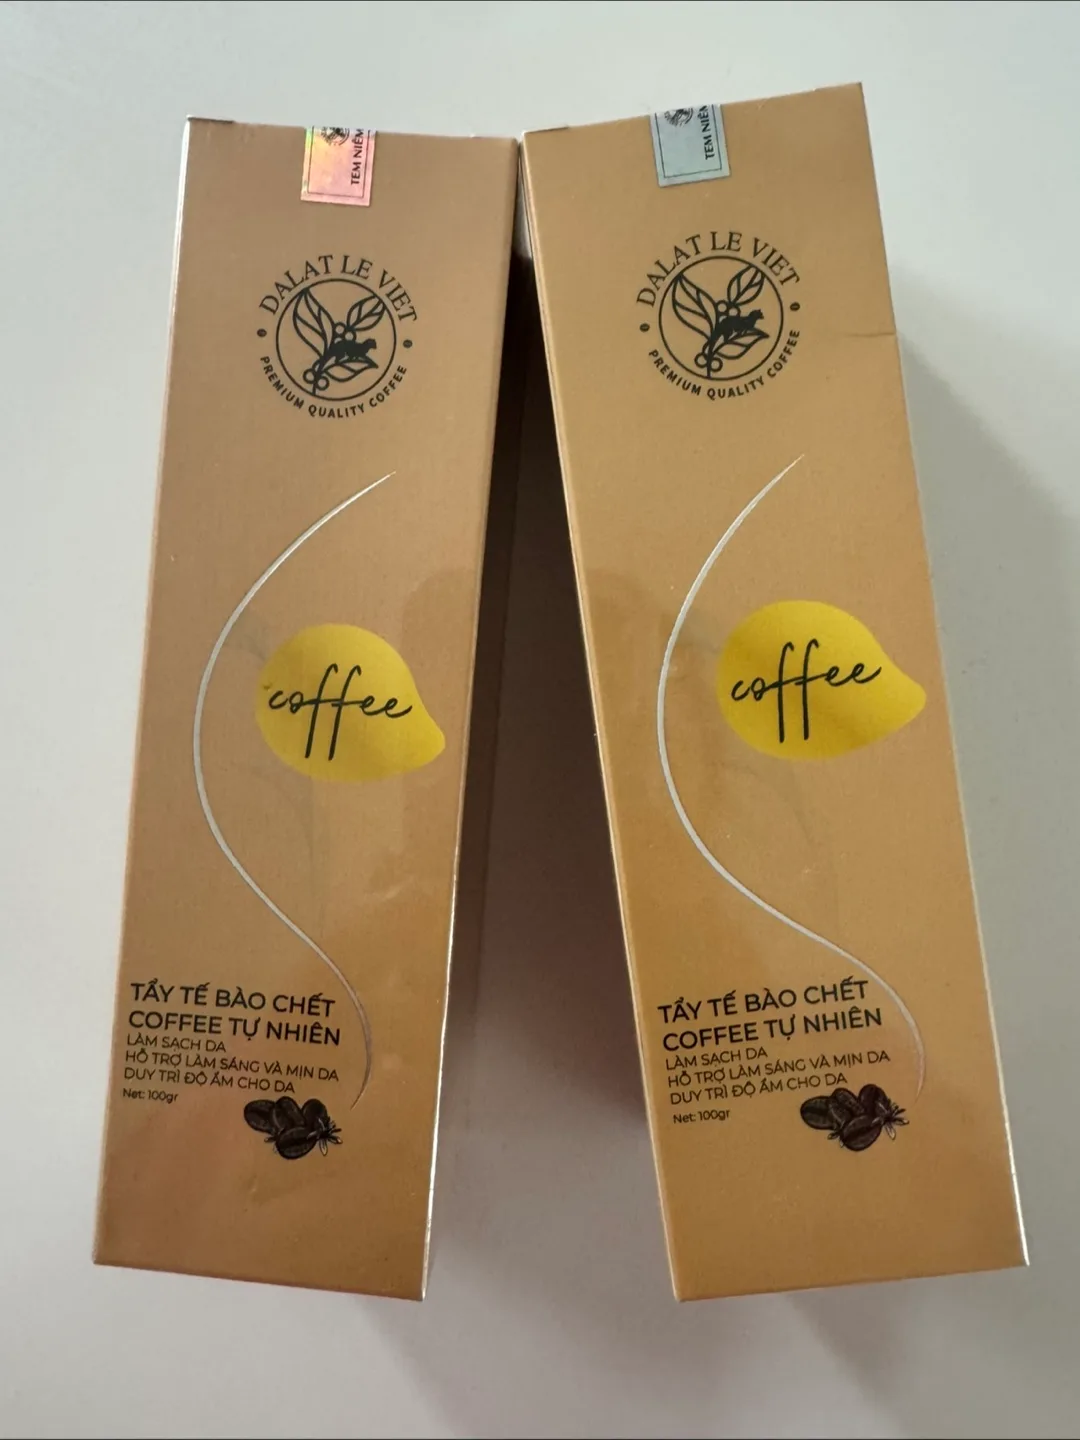 TEM NIÊM
DALAT LE VIET
PREMIUM QUALITY COFFEE
coffee
TẨY TẾ BÀO CHẾT
COFFEE TỰ NHIÊN
LÀM SẠCH DA
HỖ TRỢ LÀM SÁNG VÀ MỊN DA
DUY TRÌ ĐỘ ẨM CHO DA
Net: 100gr
TEM NIÊM
DALAT LE VIET
PREMIUM QUALITY COFFEE
coffee
TẨY TẾ BÀO CHẾT
COFFEE TỰ NHIÊN
LÀM SẠCH DA
HỖ TRỢ LÀM SÁNG VÀ MỊN DA
DUY TRÌ ĐỘ ẨM CHO DA
Net: 100gr